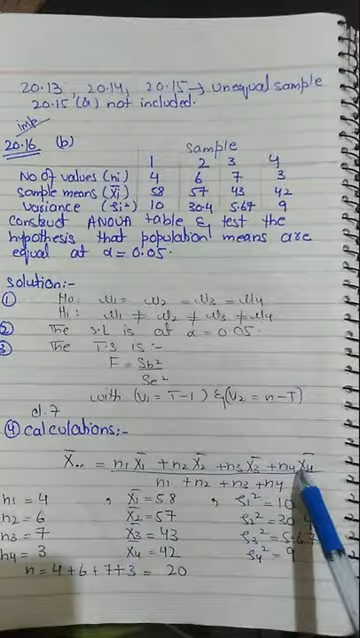 20.13, 20.14, 20.15 → unequal sample
20.15 (a) not included.
imp
20.16 (b)
Sample
1 2 3 4
No of values (ni) 4 6 7 3
Sample means (X̄i) 58 57 43 42
Variance (Si²) 10 30.4 5.67 9
Construct ANOVA table & test the
hypothesis that population means are
equal at α = 0.05.
Solution:-
① H0: μ1 = μ2 = μ3 = μ4
H1: μ1 ≠ μ2 ≠ μ3 ≠ μ4
② The S.L is at α = 0.05.
③ The T.S is :-
F = Sb²/Se²
with (V1 = T-1) & (V2 = n-T)
d.f
④ Calculations:-
X̄.. = n1 X̄1 + n2 X̄2 + n3 X̄3 + n4 X̄4
n1 + n2 + n3 + n4
n1 = 4 , X̄1 = 58 , S1² = 10
n2 = 6 X̄2 = 57 S2² = 30.4
n3 = 7 X̄3 = 43 S3² = 5.67
n4 = 3 X̄4 = 42 S4² = 9
n = 4+6+7+3 = 20